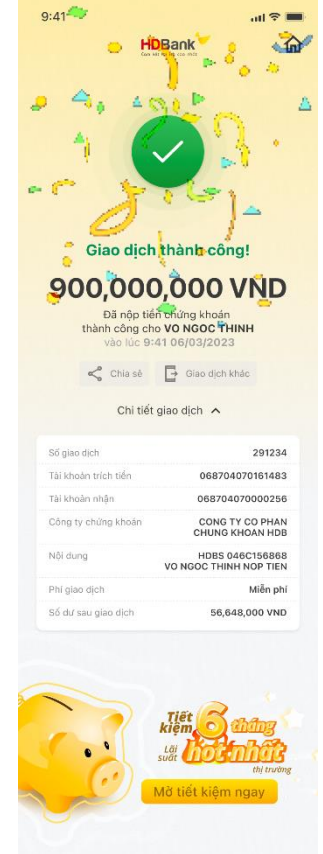 9:41
HDBank
Giao dịch thành công!
900,000,000 VND
Đã nộp tiền chứng khoán
thành công cho VO NGOC THINH
vào lúc 9:41 06/03/2023
Chia sẻ
Giao dịch khác
Chi tiết giao dịch
Số giao dịch 291234
Tài khoản trích tiền 068704070161483
Tài khoản nhận 068704070000256
Công ty chứng khoán CONG TY CO PHAN
CHUNG KHOAN HDB
Nội dung HDBS 046C156868
VO NGOC THINH NOP TIEN
Phí giao dịch Miễn phí
Số dư sau giao dịch 56,648,000 VND
Tiết
kiệm 6 tháng
Lãi
suất hot nhất
thị trường
Mở tiết kiệm ngay